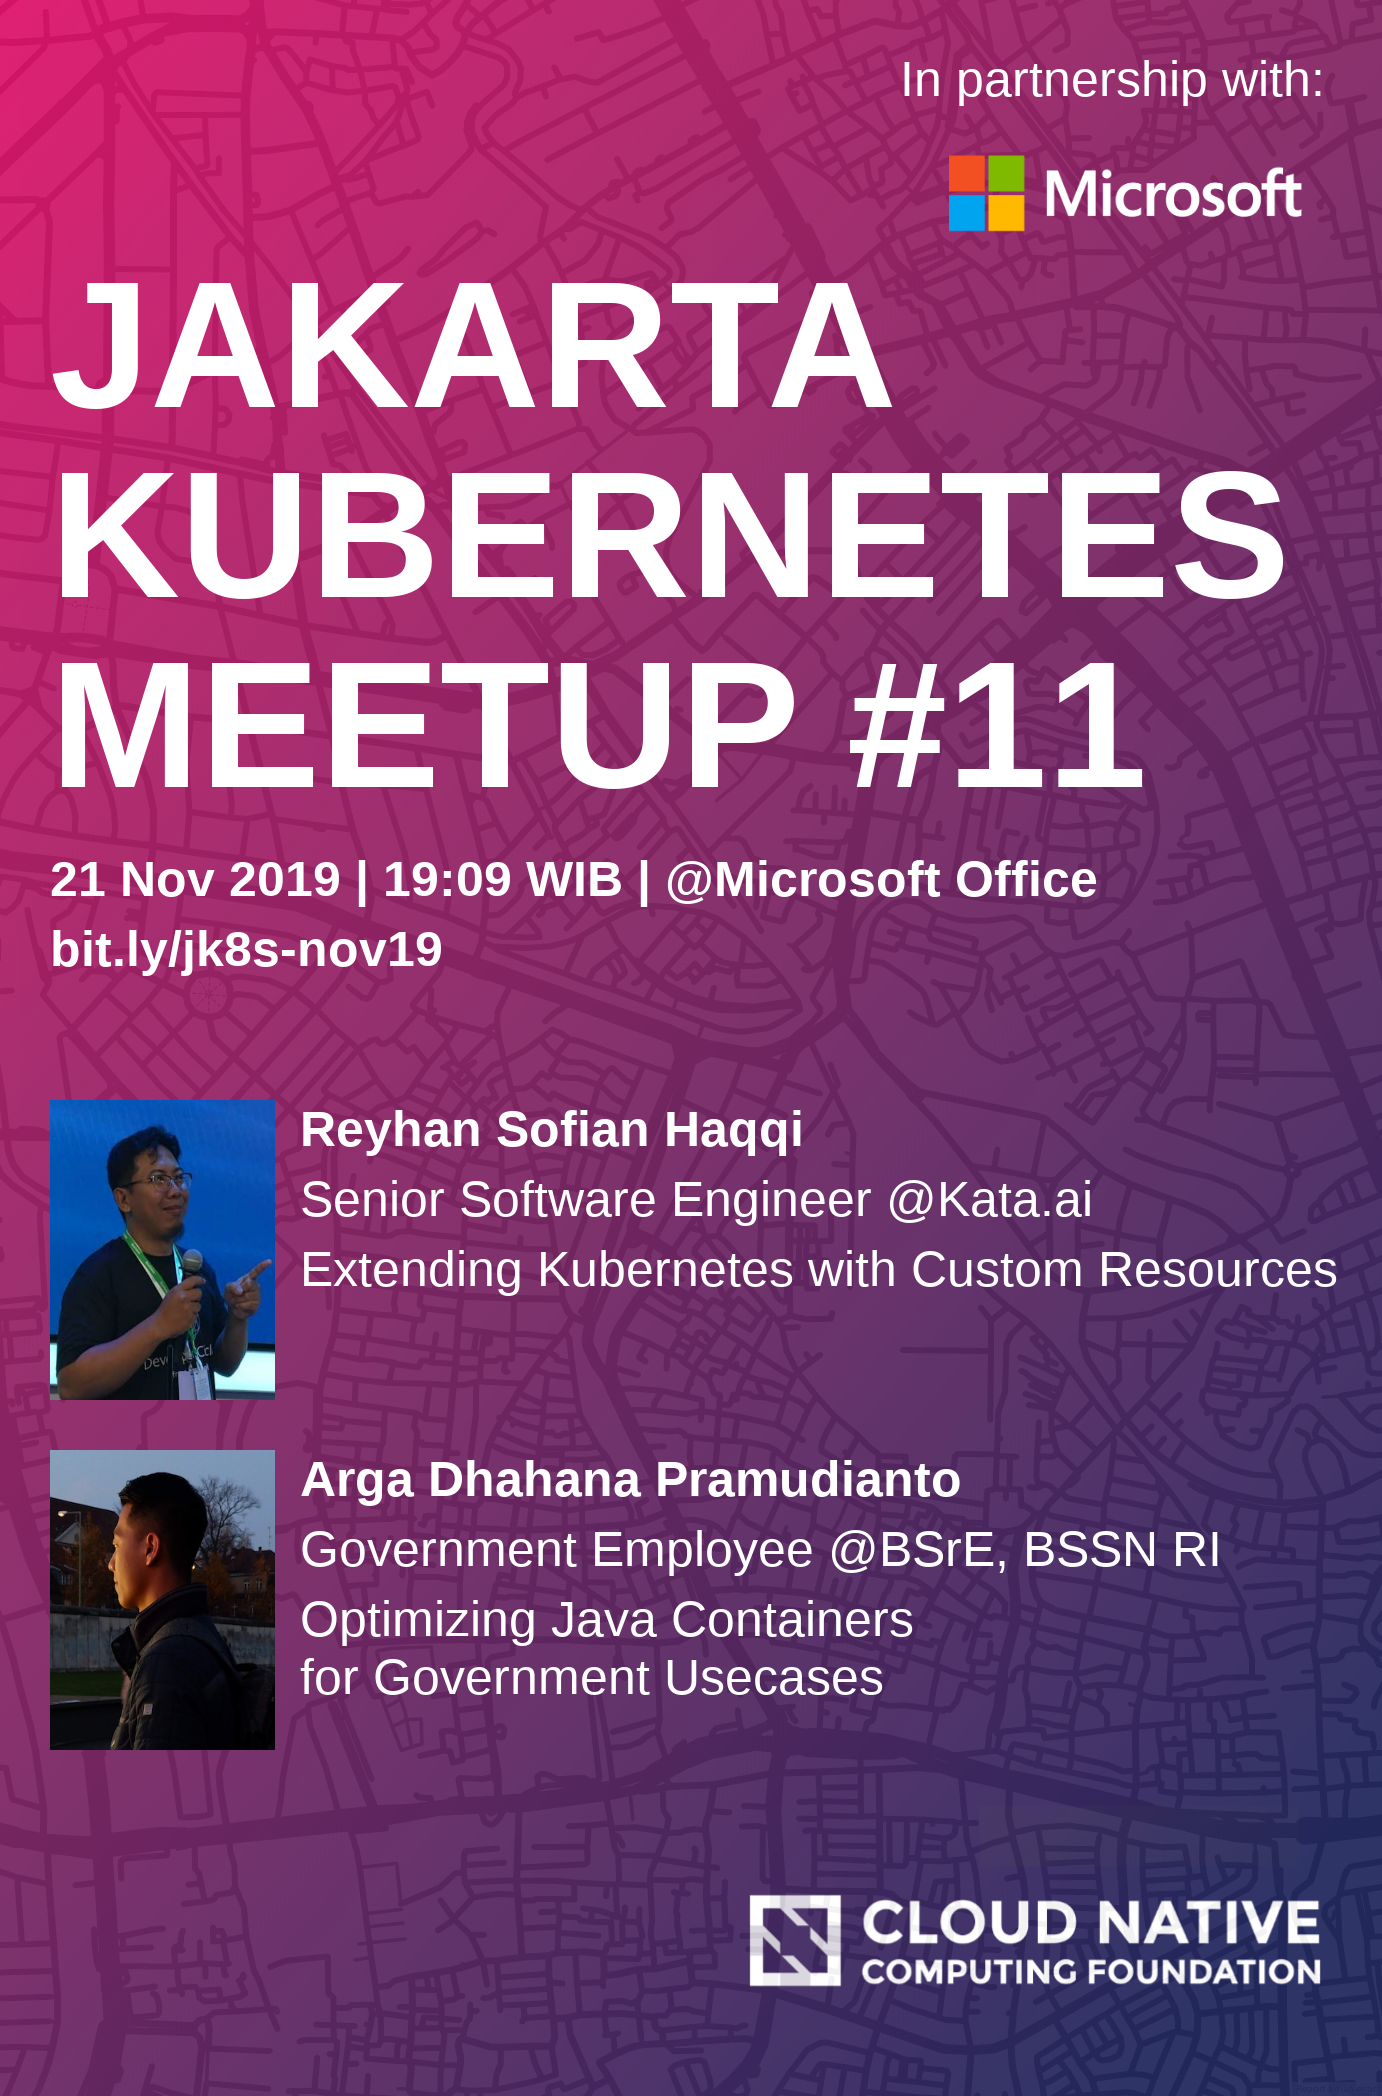 In partnership with:
Microsoft
JAKARTA
KUBERNETES
MEETUP #11
21 Nov 2019 | 19:09 WIB | @Microsoft Office
bit.ly/jk8s-nov19
Reyhan Sofian Haqqi
Senior Software Engineer @Kata.ai
Extending Kubernetes with Custom Resources
Arga Dhahana Pramudianto
Government Employee @BSrE, BSSN RI
Optimizing Java Containers
for Government Usecases
CLOUD NATIVE
COMPUTING FOUNDATION